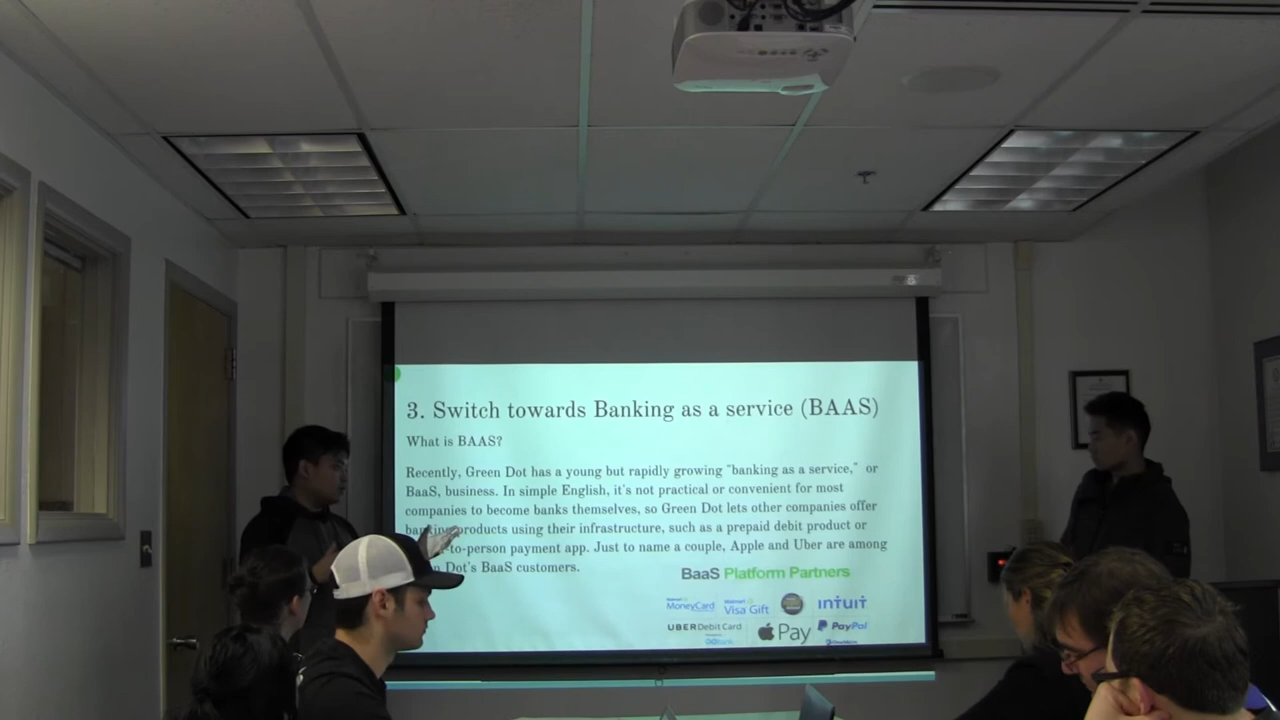 3. Switch towards Banking as a service (BAAS)
What is BAAS?
Recently, Green Dot has a young but rapidly growing "banking as a service," or
BaaS, business. In simple English, it's not practical or convenient for most
companies to become banks themselves, so Green Dot lets other companies offer
banking products using their infrastructure, such as a prepaid debit product or
-to-person payment app. Just to name a couple, Apple and Uber are among
Dot's BaaS customers.
BaaS Platform Partners
Walmart MoneyCard
Walmart Visa Gift
INTUIT
UBER Debit Card
GOBank
Pay
PayPal